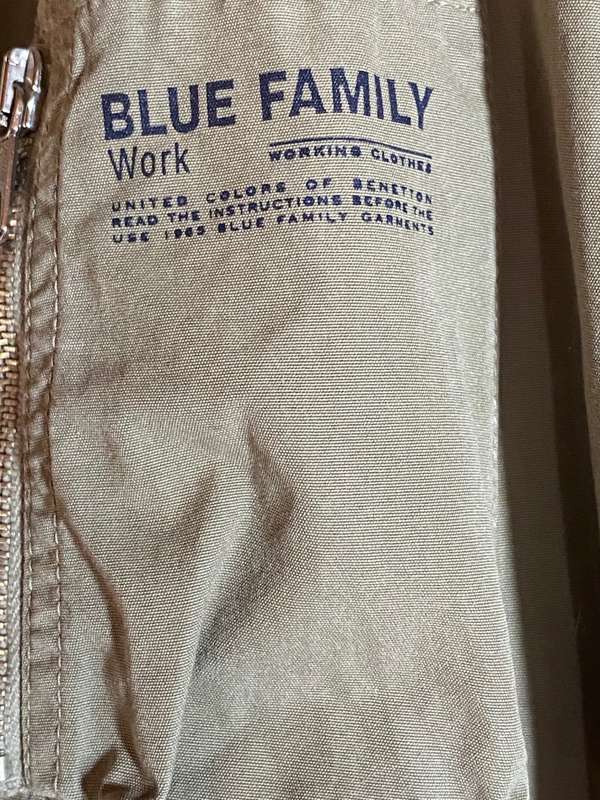 BLUE FAMILY
Work
WORKING CLOTHES
UNITED COLORS OF BENETTON
READ THE INSTRUCTIONS BEFORE THE
USE 1965 BLUE FAMILY GARMENTS